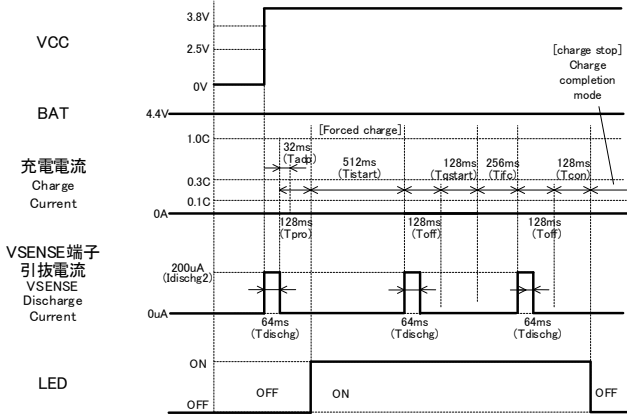 VCC
3.8V
2.5V
0V
[charge stop]
Charge
completion
mode
BAT
4.4V
充電電流
Charge
Current
1.0C
0.3C
0.1C
0A
[Forced charge]
32ms
(Tadp)
512ms
(Tistart)
128ms
(Tqstart)
256ms
(Tifc)
128ms
(Tcon)
128ms
(Tpro)
128ms
(Toff)
128ms
(Toff)
VSENSE端子
引抜電流
VSENSE
Discharge
Current
200uA
(Idischg2)
0uA
64ms
(Tdischg)
64ms
(Tdischg)
64ms
(Tdischg)
LED
ON
OFF
OFF
ON
OFF